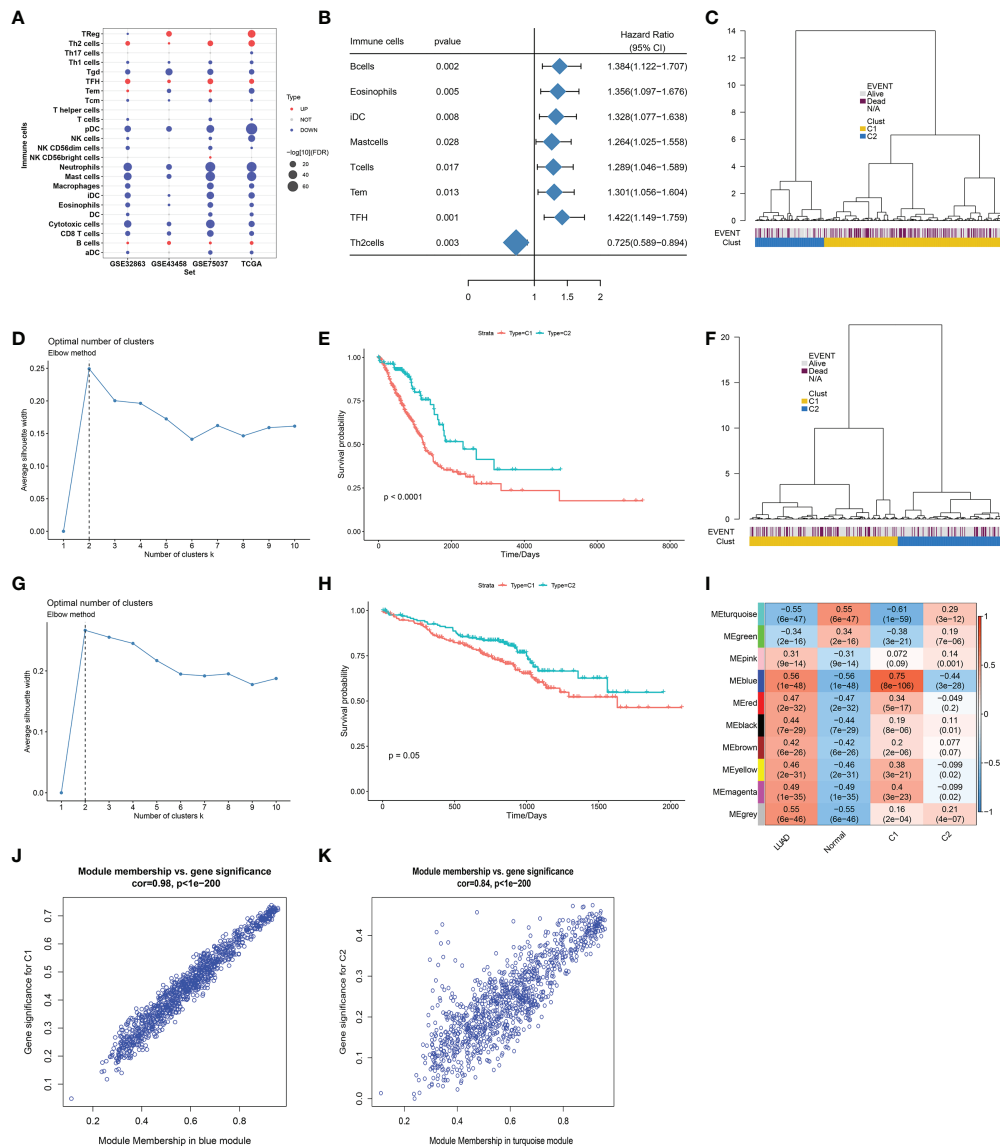 A
Immune cells
TReg
Th2 cells
Th17 cells
Th1 cells
Tgd
TFH
Tem
Tcm
T helper cells
T cells
pDC
NK cells
NK CD56dim cells
NK CD56bright cells
Neutrophils
Mast cells
Macrophages
iDC
Eosinophils
DC
Cytotoxic cells
CD8 T cells
B cells
aDC
GSE32863 GSE43458 GSE75037 TCGA
Set
Type
UP
NOT
DOWN
−log[10](FDR)
20
40
60
B
Immune cells pvalue Hazard Ratio
(95% CI)
Bcells 0.002 1.384(1.122−1.707)
Eosinophils 0.005 1.356(1.097−1.676)
iDC 0.008 1.328(1.077−1.638)
Mastcells 0.028 1.264(1.025−1.558)
Tcells 0.017 1.289(1.046−1.589)
Tem 0.013 1.301(1.056−1.604)
TFH 0.001 1.422(1.149−1.759)
Th2cells 0.003 0.725(0.589−0.894)
0 1 1.5 2
C
14
12
10
8
6
4
2
0
EVENT
Alive
Dead
N/A
Clust
C1
C2
EVENT
Clust
D
Optimal number of clusters
Elbow method
Average silhouette width
0.25
0.20
0.15
0.10
0.05
0.00
1 2 3 4 5 6 7 8 9 10
Number of clusters k
E
Strata Type=C1 Type=C2
Survival probability
1.00
0.75
0.50
0.25
0.00
p < 0.0001
0 2000 4000 6000 8000
Time/Days
F
20
15
10
5
0
EVENT
Alive
Dead
N/A
Clust
C1
C2
EVENT
Clust
G
Optimal number of clusters
Elbow method
Average silhouette width
0.2
0.1
0.0
1 2 3 4 5 6 7 8 9 10
Number of clusters k
H
Strata Type=C1 Type=C2
Survival probability
1.00
0.75
0.50
0.25
0.00
p = 0.05
0 500 1000 1500 2000
Time/Days
I
MEturquoise −0.55 0.55 −0.61 0.29
(6e−47) (6e−47) (1e−59) (3e−12)
MEgreen −0.34 0.34 −0.38 0.19
(2e−16) (2e−16) (3e−21) (7e−06)
MEpink 0.31 −0.31 0.072 0.14
(9e−14) (9e−14) (0.09) (0.001)
MEblue 0.56 −0.56 0.75 −0.44
(1e−48) (1e−48) (8e−106) (3e−28)
MEred 0.47 −0.47 0.34 −0.049
(2e−32) (2e−32) (5e−17) (0.2)
MEblack 0.44 −0.44 0.19 0.11
(7e−29) (7e−29) (8e−06) (0.01)
MEbrown 0.42 −0.42 0.2 0.077
(6e−26) (6e−26) (2e−06) (0.07)
MEyellow 0.46 −0.46 0.38 −0.099
(2e−31) (2e−31) (3e−21) (0.02)
MEmagenta 0.49 −0.49 0.4 −0.099
(1e−35) (1e−35) (3e−23) (0.02)
MEgrey 0.55 −0.55 0.16 0.21
(6e−46) (6e−46) (2e−04) (4e−07)
LUAD Normal C1 C2
1
0.5
0
−0.5
−1
J
Module membership vs. gene significance
cor=0.98, p<1e−200
Gene significance for C1
0.7
0.6
0.5
0.4
0.3
0.2
0.1
0.2 0.4 0.6 0.8
Module Membership in blue module
K
Module membership vs. gene significance
cor=0.84, p<1e−200
Gene significance for C2
0.4
0.3
0.2
0.1
0.0
0.2 0.4 0.6 0.8
Module Membership in turquoise module